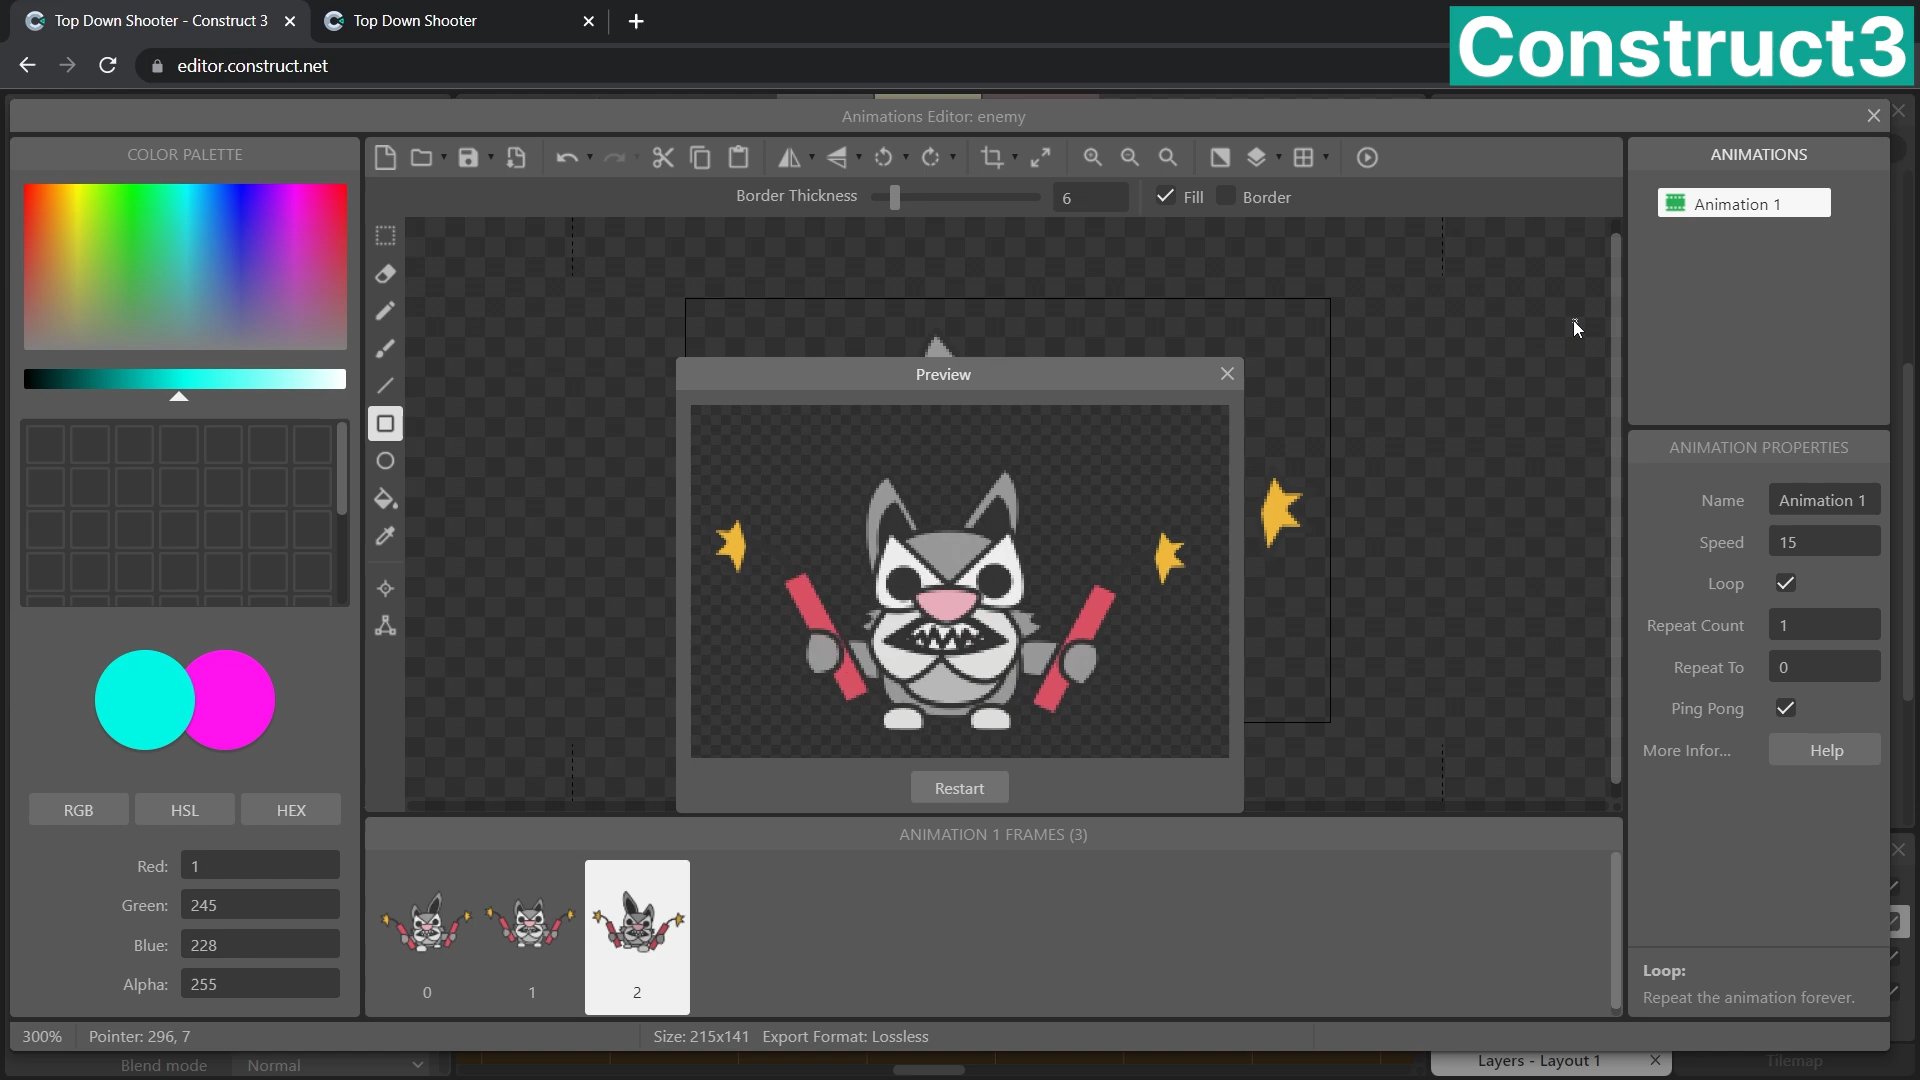 Top Down Shooter - Construct 3
Top Down Shooter
editor.construct.net
Construct3
Animations Editor: enemy
COLOR PALETTE
Border Thickness
6
Fill
Border
ANIMATIONS
Animation 1
Preview
Restart
ANIMATION PROPERTIES
Name
Animation 1
Speed
15
Loop
Repeat Count
1
Repeat To
0
Ping Pong
More Infor...
Help
RGB
HSL
HEX
Red:
1
Green:
245
Blue:
228
Alpha:
255
ANIMATION 1 FRAMES (3)
0
1
2
Loop:
Repeat the animation forever.
300%
Pointer: 296, 7
Size: 215x141 Export Format: Lossless
Blend mode
Normal
Layers - Layout 1
Tilemap